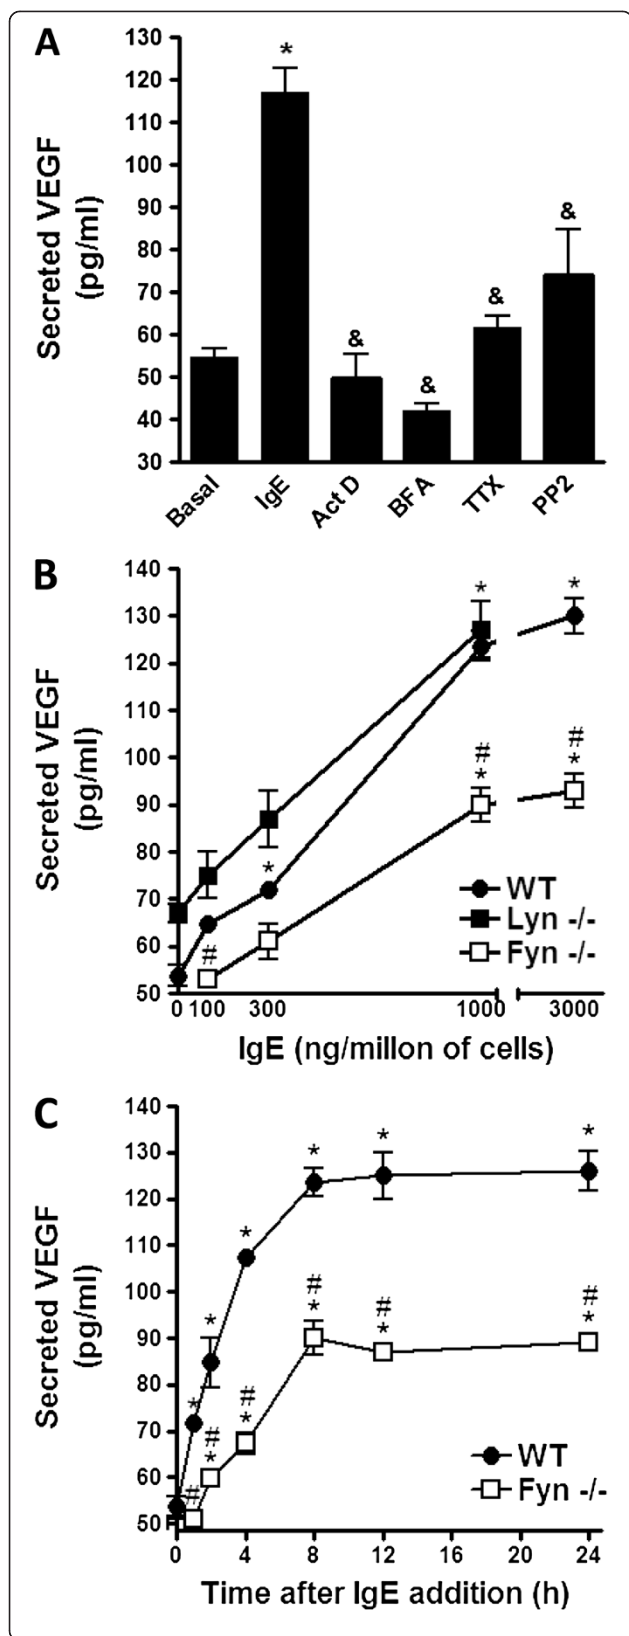 A
Secreted VEGF
(pg/ml)
130
120
110
100
90
80
70
60
50
40
30
*
&
&
&
&
Basal
IgE
Act D
BFA
TTX
PP2
B
Secreted VEGF
(pg/ml)
140
130
120
110
100
90
80
70
60
50
*
*
#
*
#
*
*
#
WT
Lyn -/-
Fyn -/-
0 100 300 1000 3000
IgE (ng/millon of cells)
C
Secreted VEGF
(pg/ml)
140
130
120
110
100
90
80
70
60
50
*
*
*
*
*
*
#
*
#
*
#
*
#
*
#
*
#
WT
Fyn -/-
0 4 8 12 16 20 24
Time after IgE addition (h)